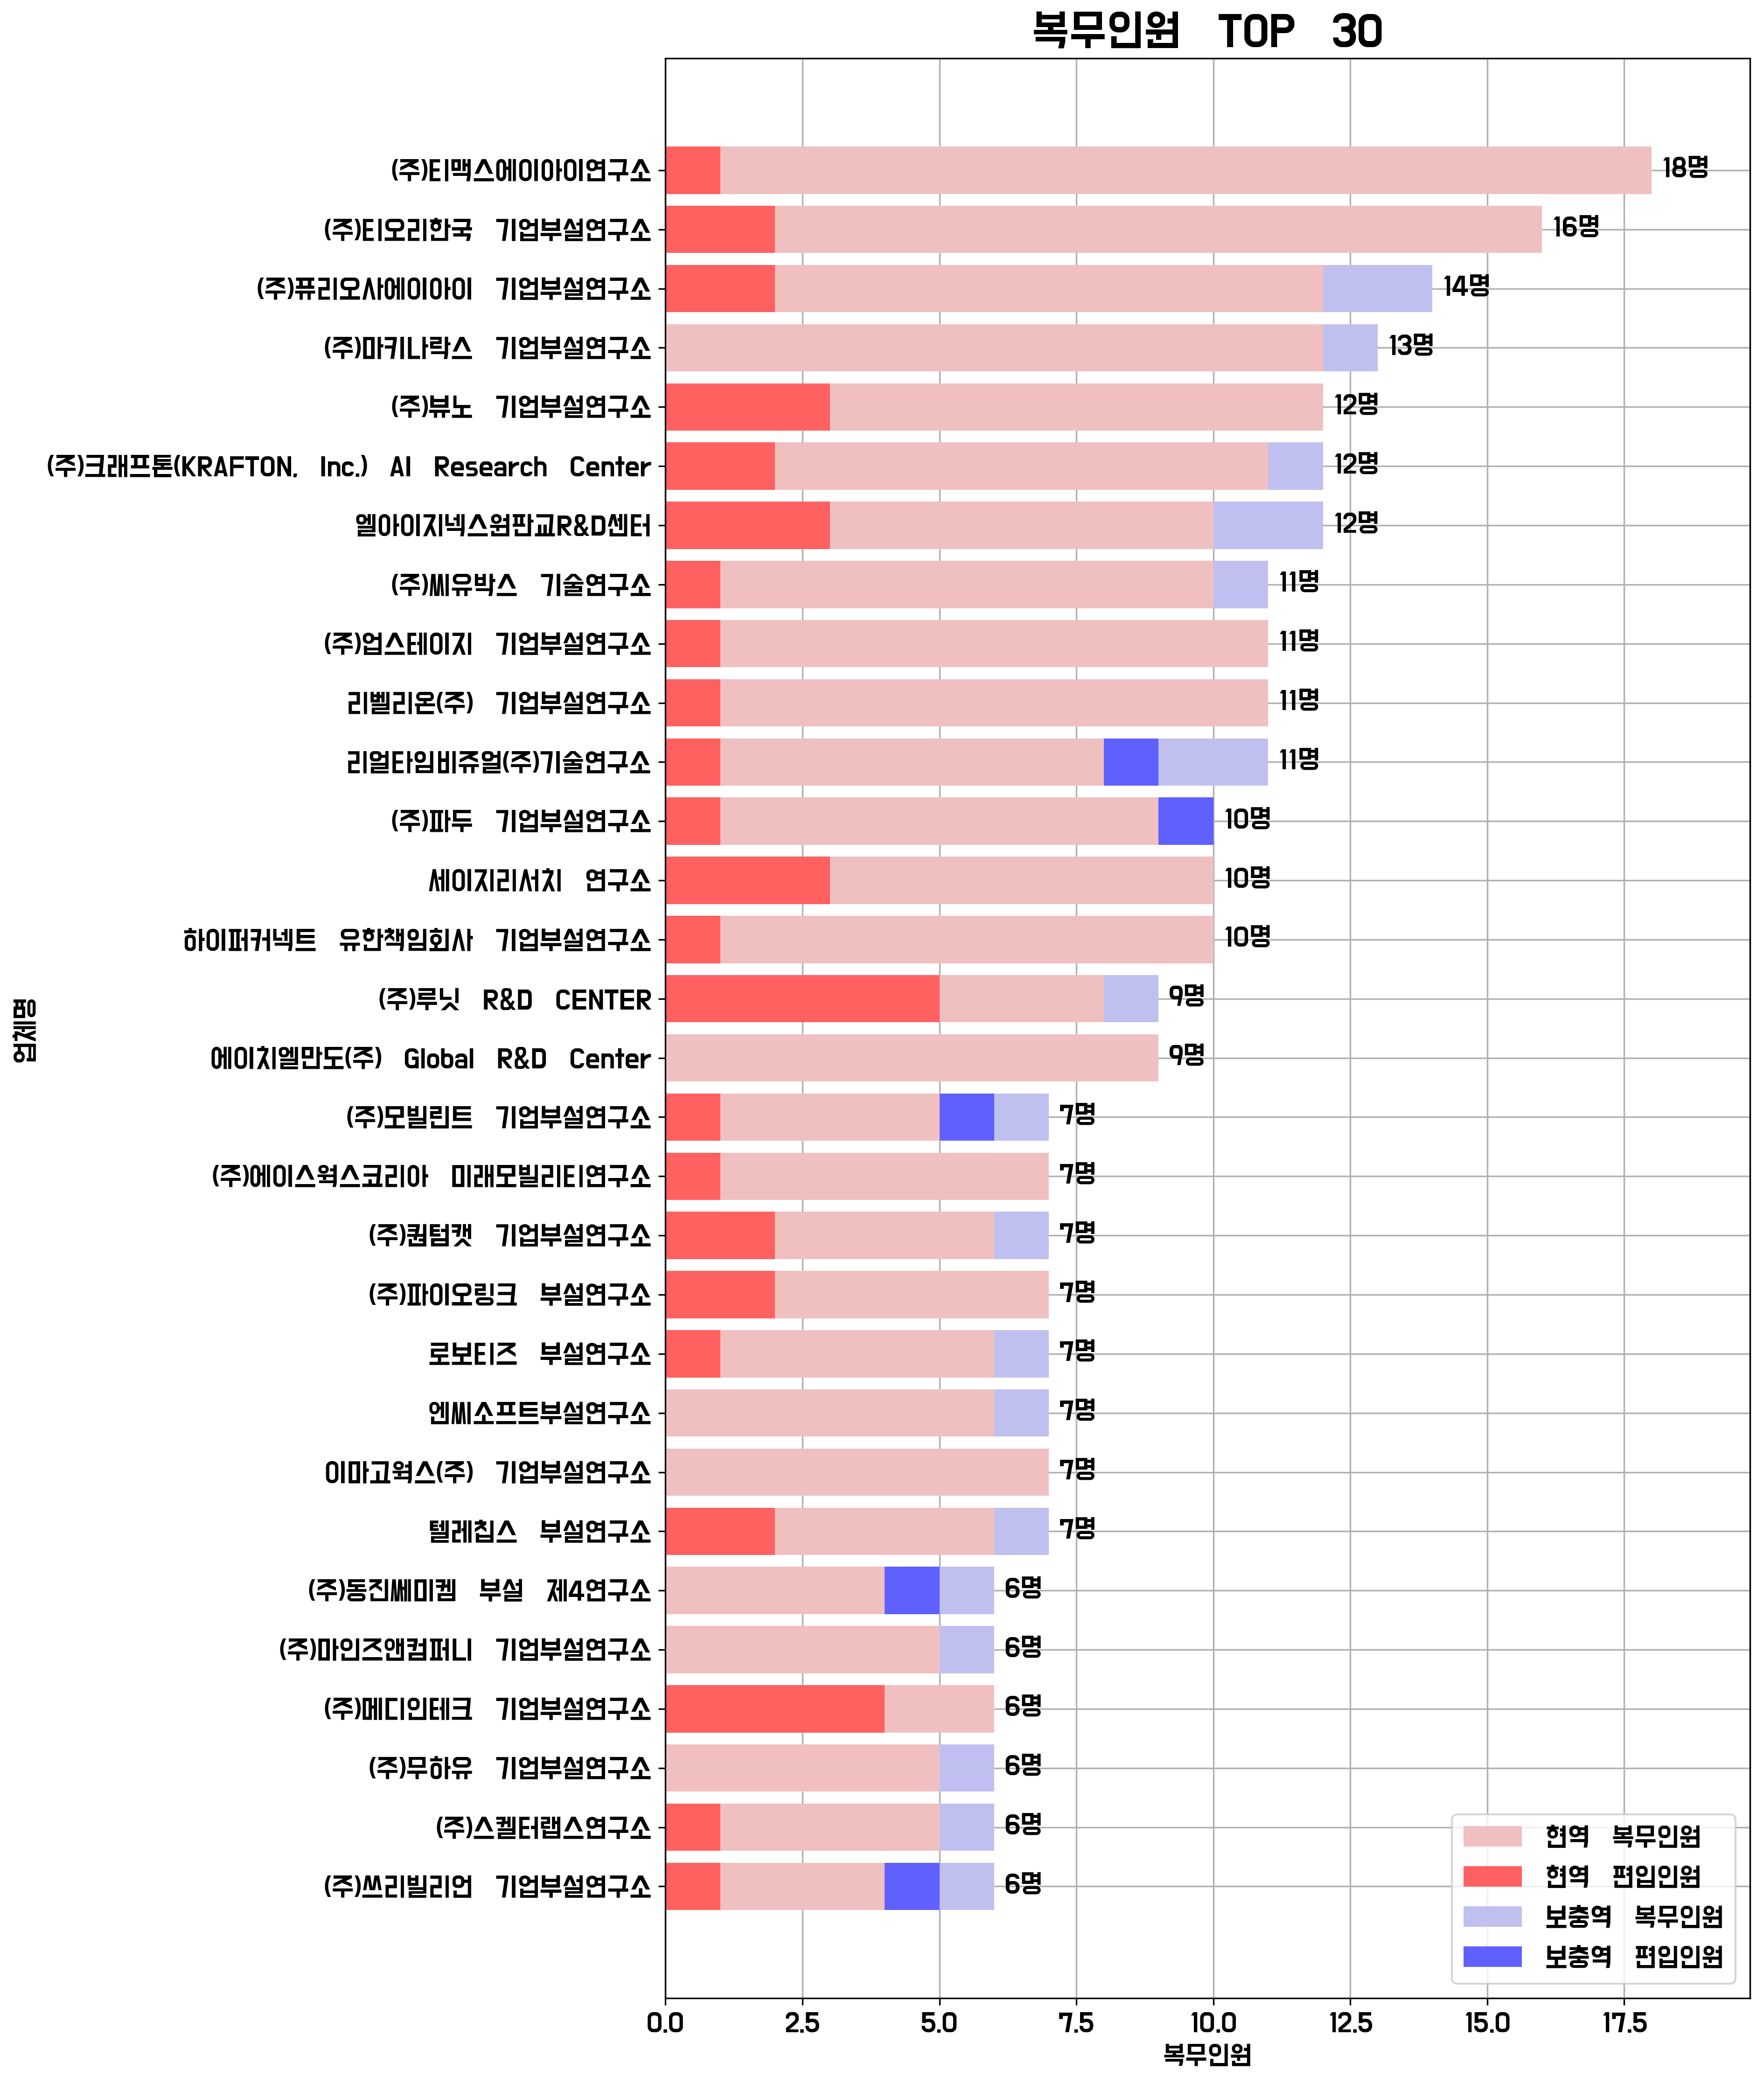 복무인원 TOP 30
(주)티맥스에이아이연구소 18명
(주)티오리한국 기업부설연구소 16명
(주)퓨리오사에이아이 기업부설연구소 14명
(주)마키나락스 기업부설연구소 13명
(주)뷰노 기업부설연구소 12명
(주)크래프톤(KRAFTON, Inc.) AI Research Center 12명
엘아이지넥스원판교R&D센터 12명
(주)씨유박스 기술연구소 11명
(주)업스테이지 기업부설연구소 11명
리벨리온(주) 기업부설연구소 11명
리얼타임비쥬얼(주)기술연구소 11명
(주)파두 기업부설연구소 10명
세이지리서치 연구소 10명
하이퍼커넥트 유한책임회사 기업부설연구소 10명
(주)루닛 R&D CENTER 9명
에이치엘만도(주) Global R&D Center 9명
(주)모빌린트 기업부설연구소 7명
(주)에이스웍스코리아 미래모빌리티연구소 7명
(주)퀀텀캣 기업부설연구소 7명
(주)파이오링크 부설연구소 7명
로보티즈 부설연구소 7명
엔씨소프트부설연구소 7명
이마고웍스(주) 기업부설연구소 7명
텔레칩스 부설연구소 7명
(주)동진쎄미켐 부설 제4연구소 6명
(주)마인즈앤컴퍼니 기업부설연구소 6명
(주)메디인테크 기업부설연구소 6명
(주)무하유 기업부설연구소 6명
(주)스켈터랩스연구소 6명
(주)쓰리빌리언 기업부설연구소 6명
업체명
현역 복무인원
현역 편입인원
보충역 복무인원
보충역 편입인원
0.0 2.5 5.0 7.5 10.0 12.5 15.0 17.5
복무인원